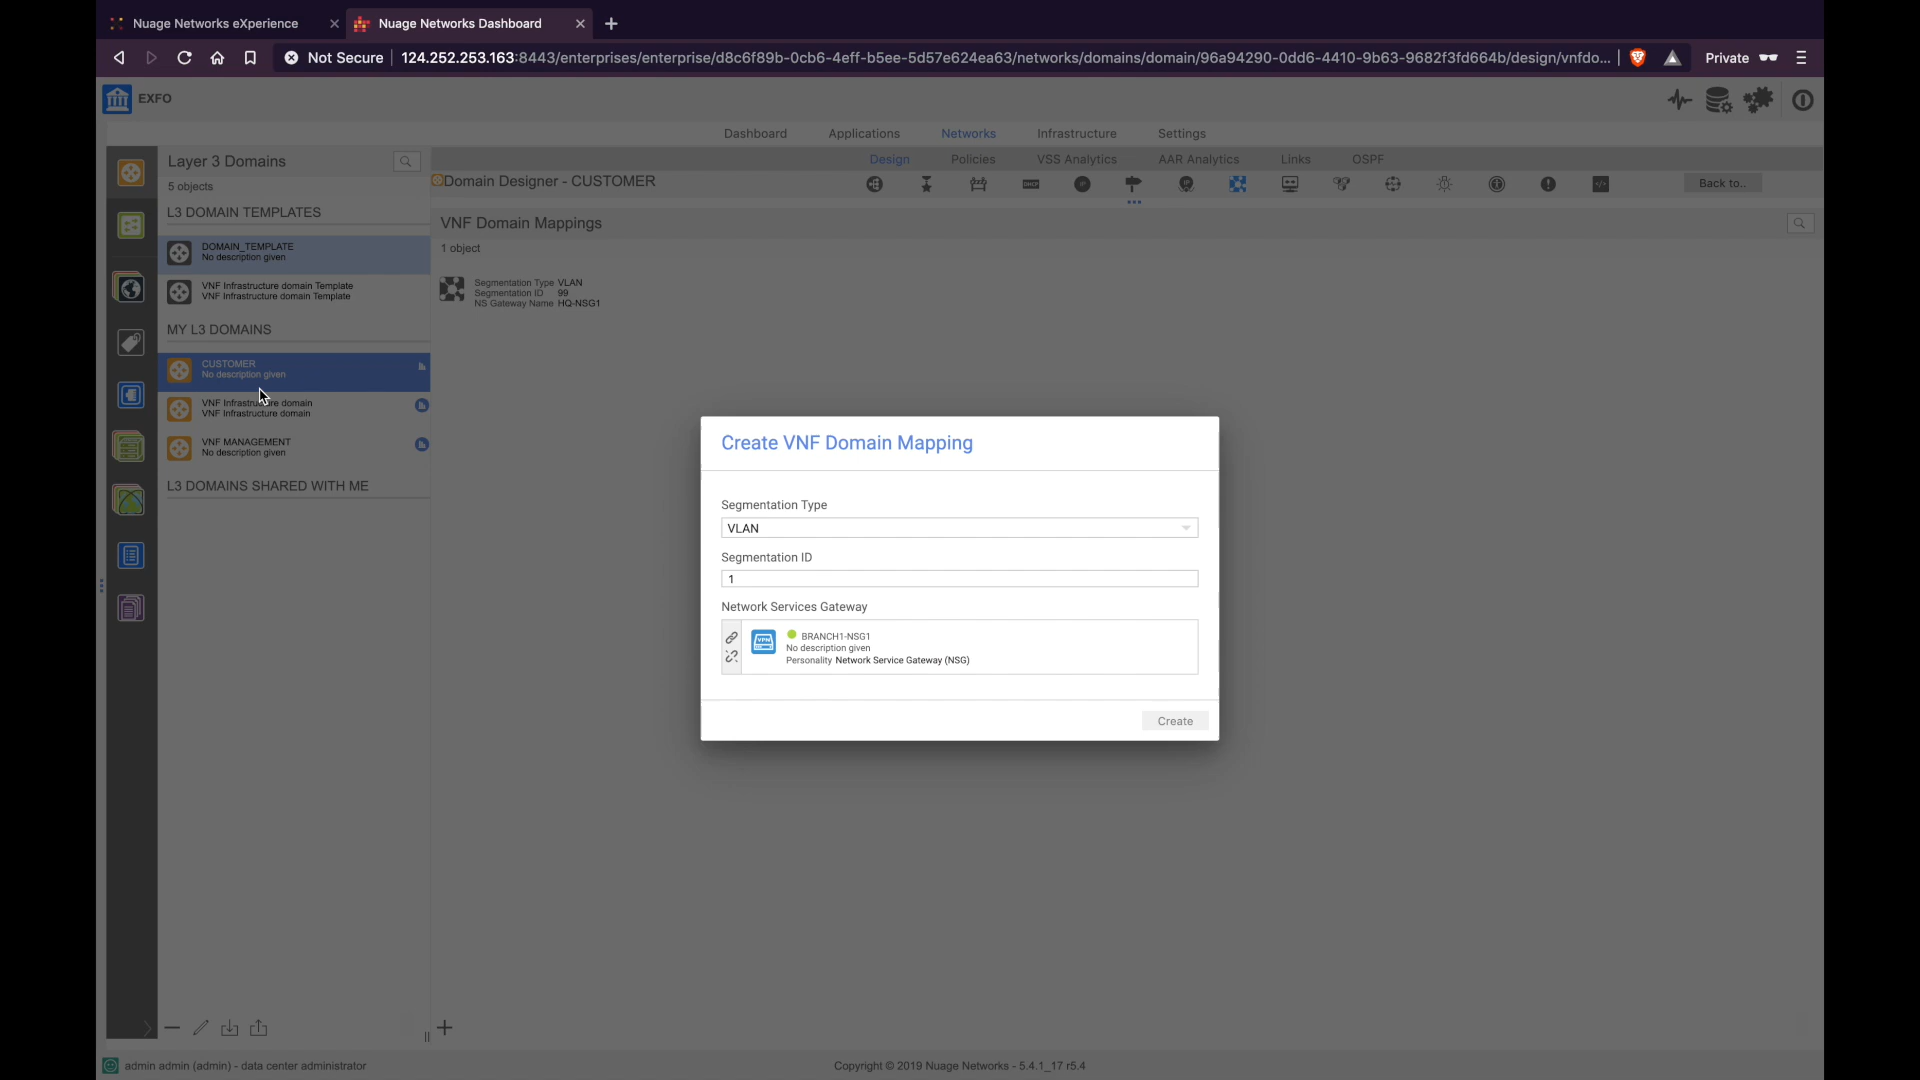 Nuage Networks eXperience
Nuage Networks Dashboard
Not Secure
124.252.253.163:8443/enterprises/enterprise/d8c6f89b-0cb6-4eff-b5ee-5d57e624ea63/networks/domains/domain/96a94290-0dd6-4410-9b63-9682f3fd664b/design/vnfdo...
Private
EXFO
Dashboard
Applications
Networks
Infrastructure
Settings
Layer 3 Domains
5 objects
Design
Policies
VSS Analytics
AAR Analytics
Links
OSPF
Domain Designer - CUSTOMER
Back to..
L3 DOMAIN TEMPLATES
DOMAIN_TEMPLATE
No description given
VNF Infrastructure domain Template
VNF Infrastructure domain Template
MY L3 DOMAINS
CUSTOMER
No description given
VNF Infrastructure domain
VNF Infrastructure domain
VNF MANAGEMENT
No description given
L3 DOMAINS SHARED WITH ME
VNF Domain Mappings
1 object
Segmentation Type VLAN
Segmentation ID 99
NS Gateway Name HQ-NSG1
Create VNF Domain Mapping
Segmentation Type
VLAN
Segmentation ID
1
Network Services Gateway
VPN
BRANCH1-NSG1
No description given
Personality Network Service Gateway (NSG)
Create
admin admin (admin) - data center administrator
Copyright © 2019 Nuage Networks - 5.4.1_17 r5.4